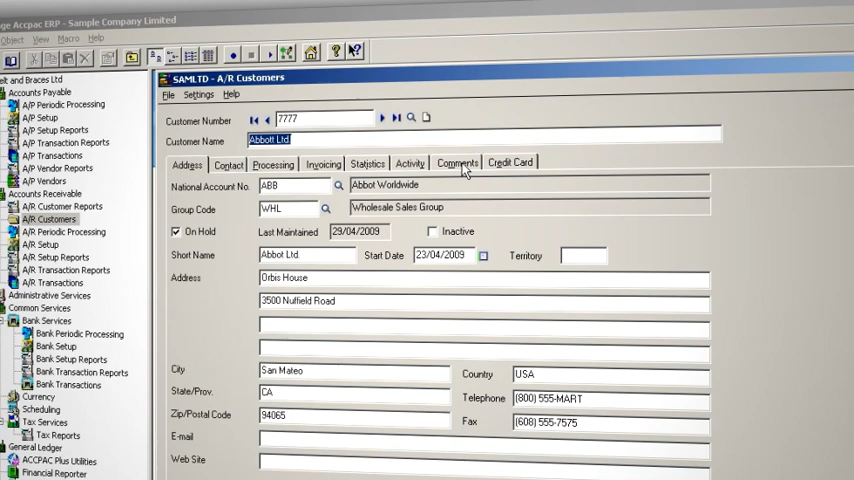 ge Accpac ERP - Sample Company Limited
Object View Macro Help
elt and Braces Ltd
Accounts Payable
A/P Periodic Processing
A/P Setup
A/P Setup Reports
A/P Transaction Reports
A/P Transactions
A/P Vendor Reports
A/P Vendors
Accounts Receivable
A/R Customer Reports
A/R Customers
A/R Periodic Processing
A/R Setup
A/R Setup Reports
A/R Transaction Reports
A/R Transactions
Administrative Services
Common Services
Bank Services
Bank Periodic Processing
Bank Setup
Bank Setup Reports
Bank Transaction Reports
Bank Transactions
Currency
Scheduling
Tax Services
Tax Reports
General Ledger
ACCPAC Plus Utilities
Financial Reporter
SAMLTD - A/R Customers
File Settings Help
Customer Number 7777
Customer Name Abbott Ltd.
Address Contact Processing Invoicing Statistics Activity Comments Credit Card
National Account No. ABB Abbot Worldwide
Group Code WHL Wholesale Sales Group
On Hold Last Maintained 29/04/2009 Inactive
Short Name Abbot Ltd. Start Date 23/04/2009 Territory
Address Orbis House
3500 Nuffield Road
City San Mateo Country USA
State/Prov. CA Telephone (800) 555-MART
Zip/Postal Code 94065 Fax (608) 555-7575
E-mail
Web Site